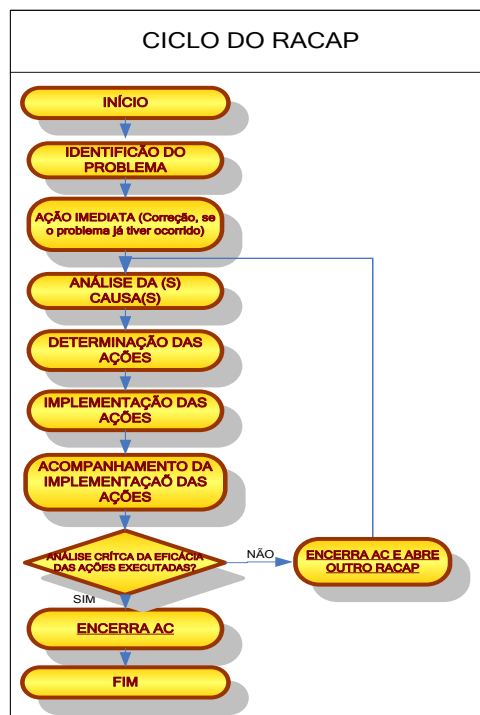 CICLO DO RACAP
INÍCIO
IDENTIFICÃO DO
PROBLEMA
AÇÃO IMEDIATA (Correção, se
o problema já tiver ocorrido)
ANÁLISE DA (S)
CAUSA(S)
DETERMINAÇÃO DAS
AÇÕES
IMPLEMENTAÇÃO DAS
AÇÕES
ACOMPANHAMENTO DA
IMPLEMENTAÇAÕ DAS
AÇÕES
ANÁLISE CRÍTCA DA EFICÁCIA
DAS AÇÕES EXECUTADAS?
NÃO
ENCERRA AC E ABRE
OUTRO RACAP
SIM
ENCERRA AC
FIM